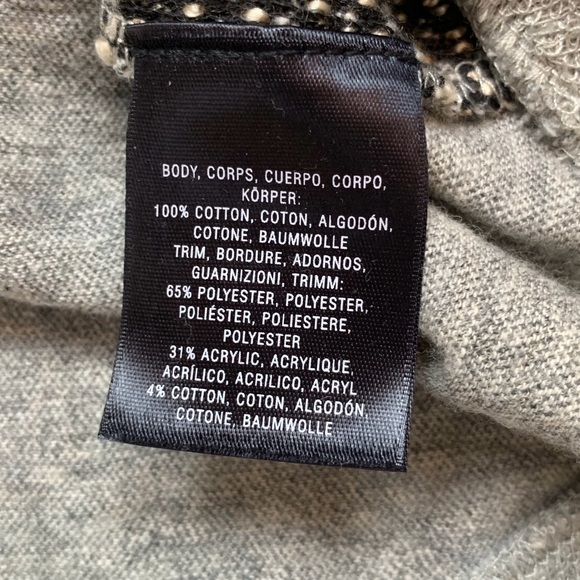 BODY, CORPS, CUERPO, CORPO,
KÖRPER:
100% COTTON, COTON, ALGODÓN,
COTONE, BAUMWOLLE
TRIM, BORDURE, ADORNOS,
GUARNIZIONI, TRIMM:
65% POLYESTER, POLYESTER,
POLIÉSTER, POLIESTERE,
POLYESTER
31% ACRYLIC, ACRYLIQUE,
ACRÍLICO, ACRILICO, ACRYL
4% COTTON, COTON, ALGODÓN,
COTONE, BAUMWOLLE